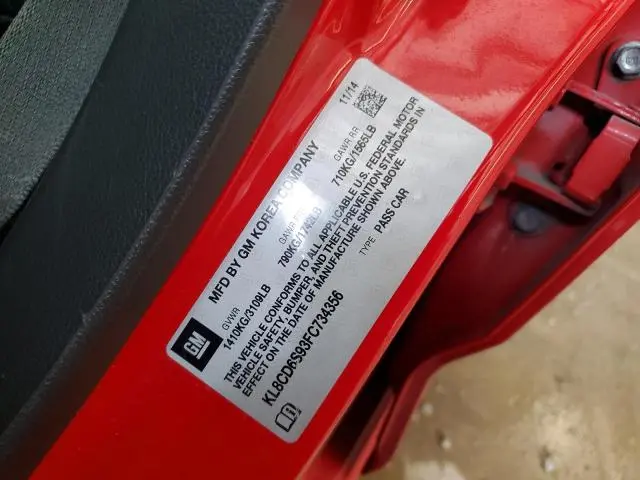 GM
MFD BY GM KOREA COMPANY
11/14
GVWR
GAWR FRT
GAWR RR
1410KG/3109LB
790KG/1742LB
710KG/1565LB
THIS VEHICLE CONFORMS TO ALL APPLICABLE U.S. FEDERAL MOTOR
VEHICLE SAFETY, BUMPER, AND THEFT PREVENTION STANDARDS IN
EFFECT ON THE DATE OF MANUFACTURE SHOWN ABOVE.
KL8CD6S93FC734356
TYPE PASS CAR